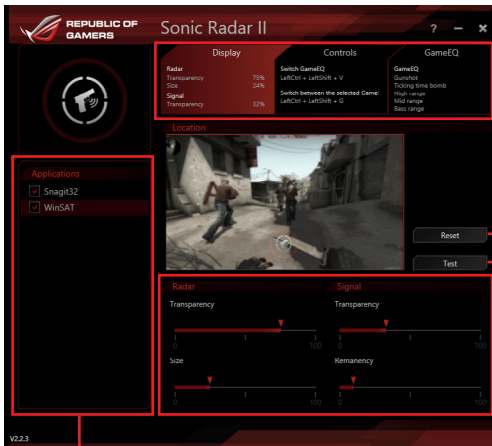 REPUBLIC OF
GAMERS
Sonic Radar II
? – ×
Display
Radar
Transparency 75%
Size 24%
Signal
Transparency 32%
Controls
Switch GameEQ
LeftCtrl + LeftShift + V
Switch between the selected Game
LeftCtrl + LeftShift + G
GameEQ
GameEQ
Gunshot
Ticking time bomb
High range
Mid range
Bass range
Location
Applications
Snagit32
WinSAT
Reset
Test
Radar
Signal
Transparency
Transparency
0 100
0 100
Size
Remanency
0 100
0 100
V2.2.3